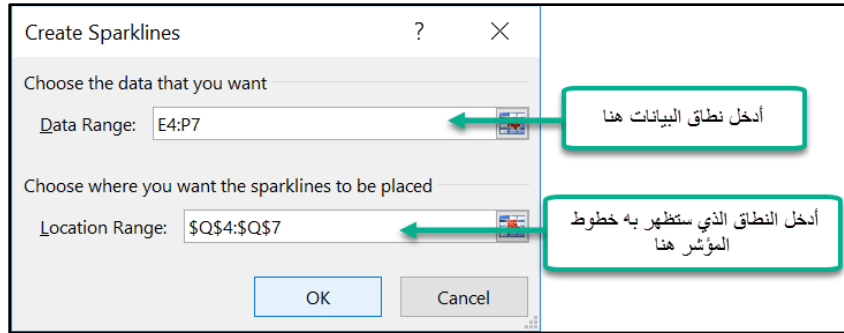 Create Sparklines ? ×
Choose the data that you want
Data Range: E4:P7
أدخل نطاق البيانات هنا
Choose where you want the sparklines to be placed
Location Range: $Q$4:$Q$7
أدخل النطاق الذي ستظهر به خطوط
المؤشر هنا
OK Cancel